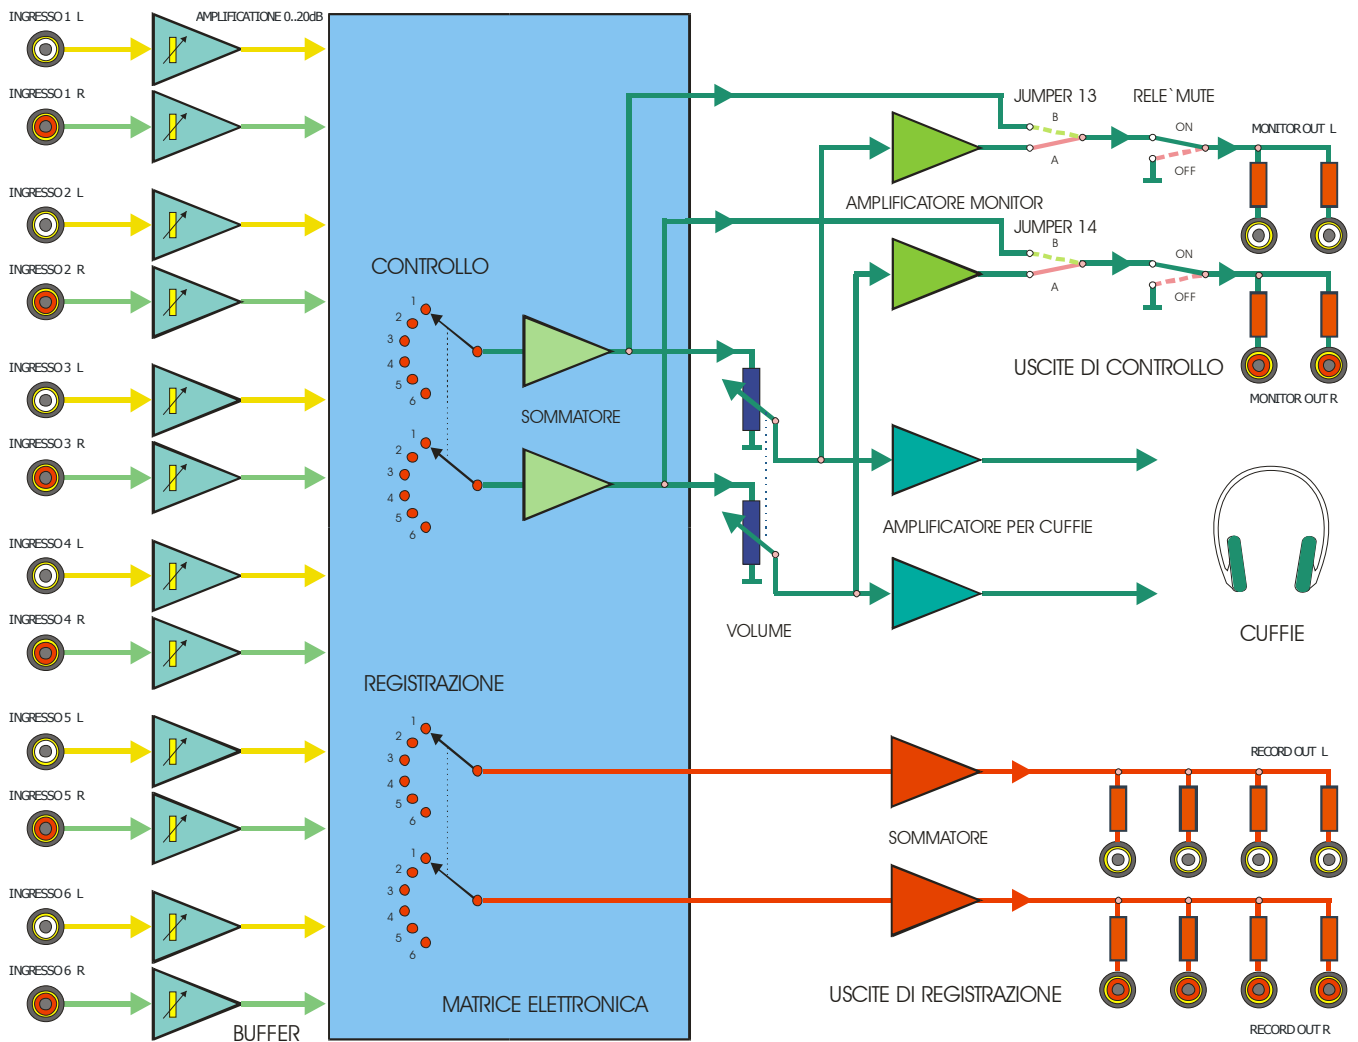 INGRESSO 1 L
AMPLIFICATIONE 0..20dB
INGRESSO 1 R
INGRESSO 2 L
INGRESSO 2 R
INGRESSO 3 L
INGRESSO 3 R
INGRESSO 4 L
INGRESSO 4 R
INGRESSO 5 L
INGRESSO 5 R
INGRESSO 6 L
INGRESSO 6 R
BUFFER
CONTROLLO
1
2
3
4
5
6
SOMMATORE
1
2
3
4
5
6
REGISTRAZIONE
1
2
3
4
5
6
1
2
3
4
5
6
MATRICE ELETTRONICA
JUMPER 13
B
A
RELE`MUTE
ON
OFF
MONITOR OUT L
AMPLIFICATORE MONITOR
JUMPER 14
B
A
ON
OFF
USCITE DI CONTROLLO
MONITOR OUT R
AMPLIFICATORE PER CUFFIE
VOLUME
CUFFIE
RECORD OUT L
SOMMATORE
USCITE DI REGISTRAZIONE
RECORD OUT R